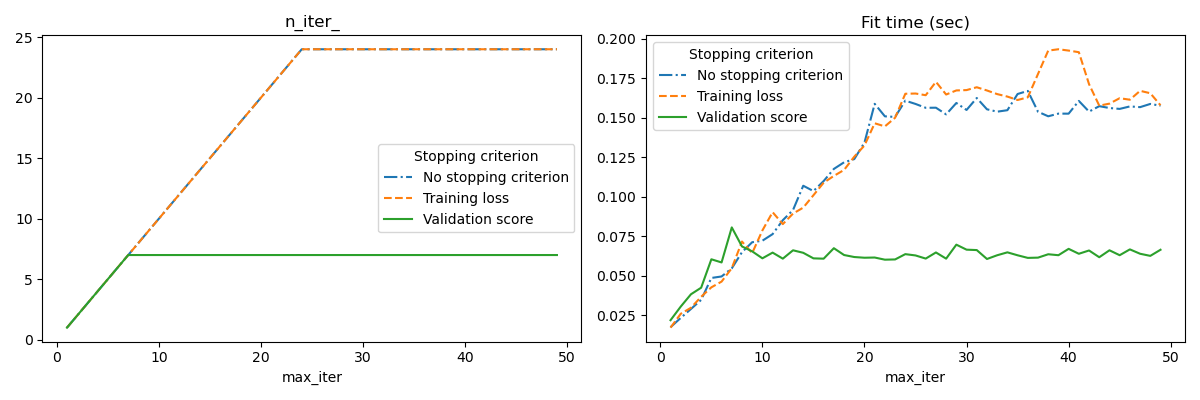 n_iter_
25
20
15
10
5
0
Stopping criterion
No stopping criterion
Training loss
Validation score
0
10
20
30
40
50
max_iter
Fit time (sec)
0.200
0.175
0.150
0.125
0.100
0.075
0.050
0.025
Stopping criterion
No stopping criterion
Training loss
Validation score
0
10
20
30
40
50
max_iter